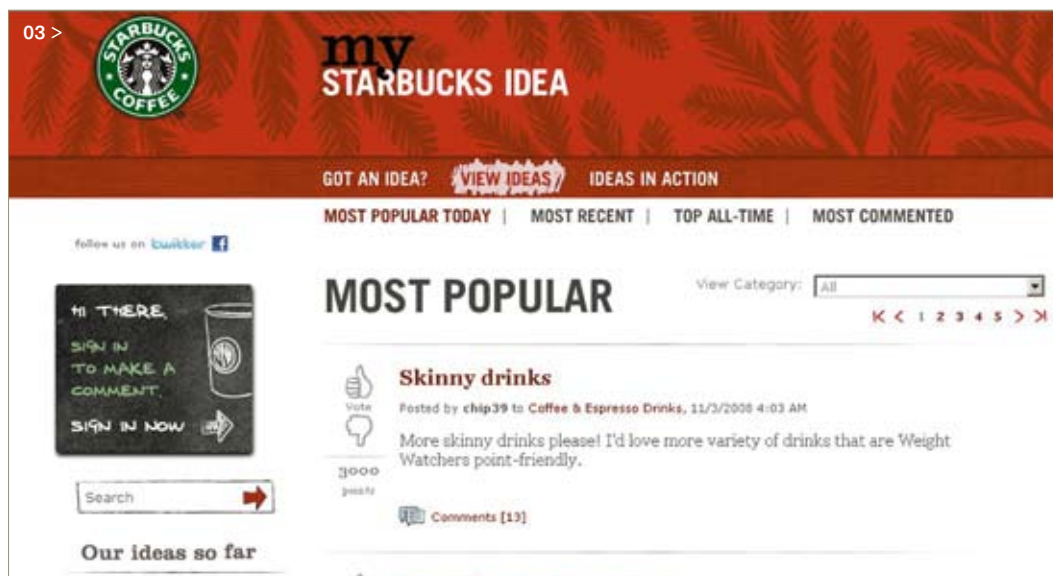 03 >
STARBUCKS
COFFEE
my
STARBUCKS IDEA
GOT AN IDEA? VIEW IDEAS IDEAS IN ACTION
MOST POPULAR TODAY | MOST RECENT | TOP ALL-TIME | MOST COMMENTED
follow us on twitter f
HI THERE,
SIGN IN
TO MAKE A
COMMENT.
SIGN IN NOW
Search
Our ideas so far
MOST POPULAR
View Category: All
1 2 3 4 5
Vote
3000
points
Skinny drinks
Posted by chip39 to Coffee & Espresso Drinks, 11/3/2008 4:03 AM
More skinny drinks please! I'd love more variety of drinks that are Weight
Watchers point-friendly.
Comments [13]